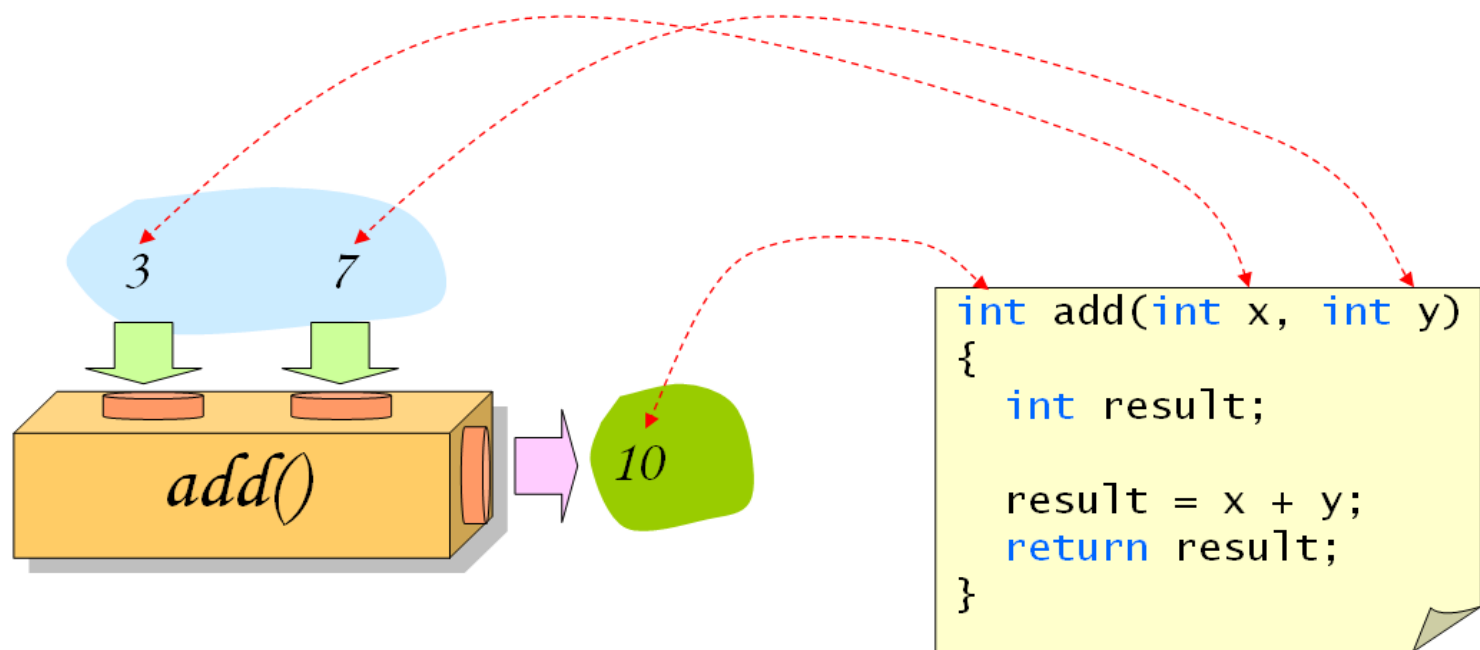 3 7
add()
10
int add(int x, int y)
{
int result;
result = x + y;
return result;
}